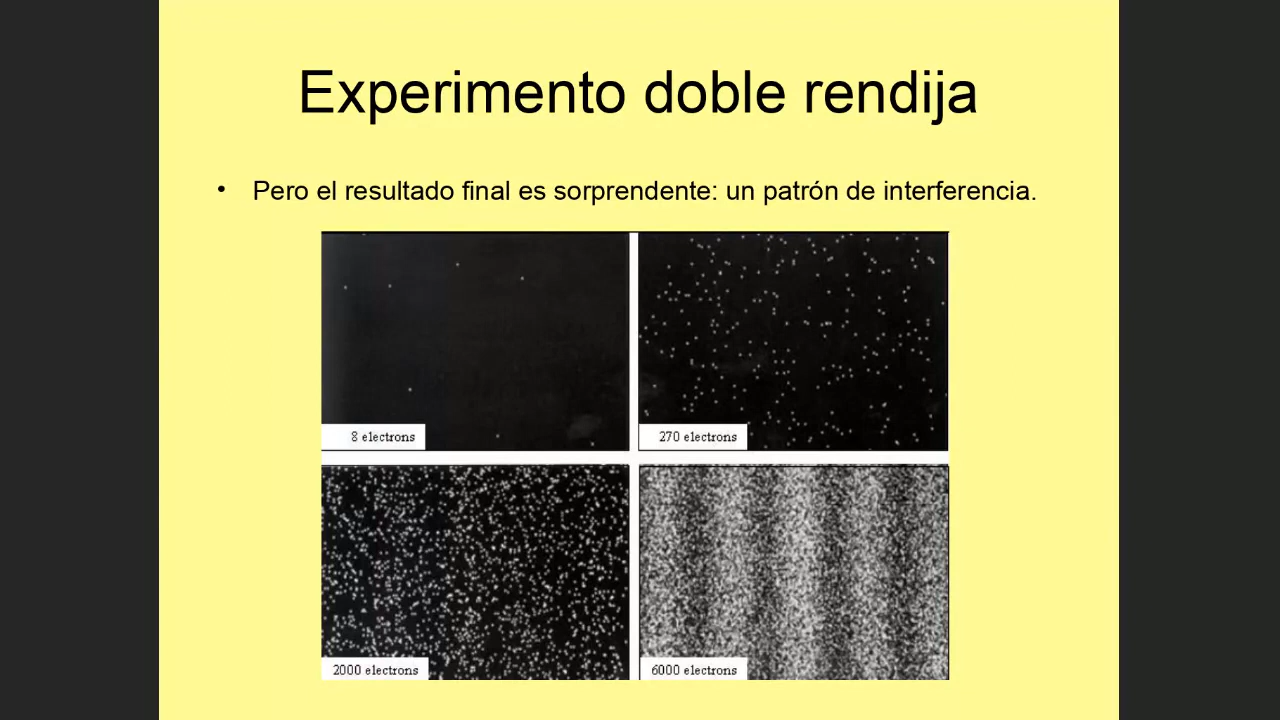 Experimento doble rendija
• Pero el resultado final es sorprendente: un patrón de interferencia.
8 electrons
270 electrons
2000 electrons
6000 electrons